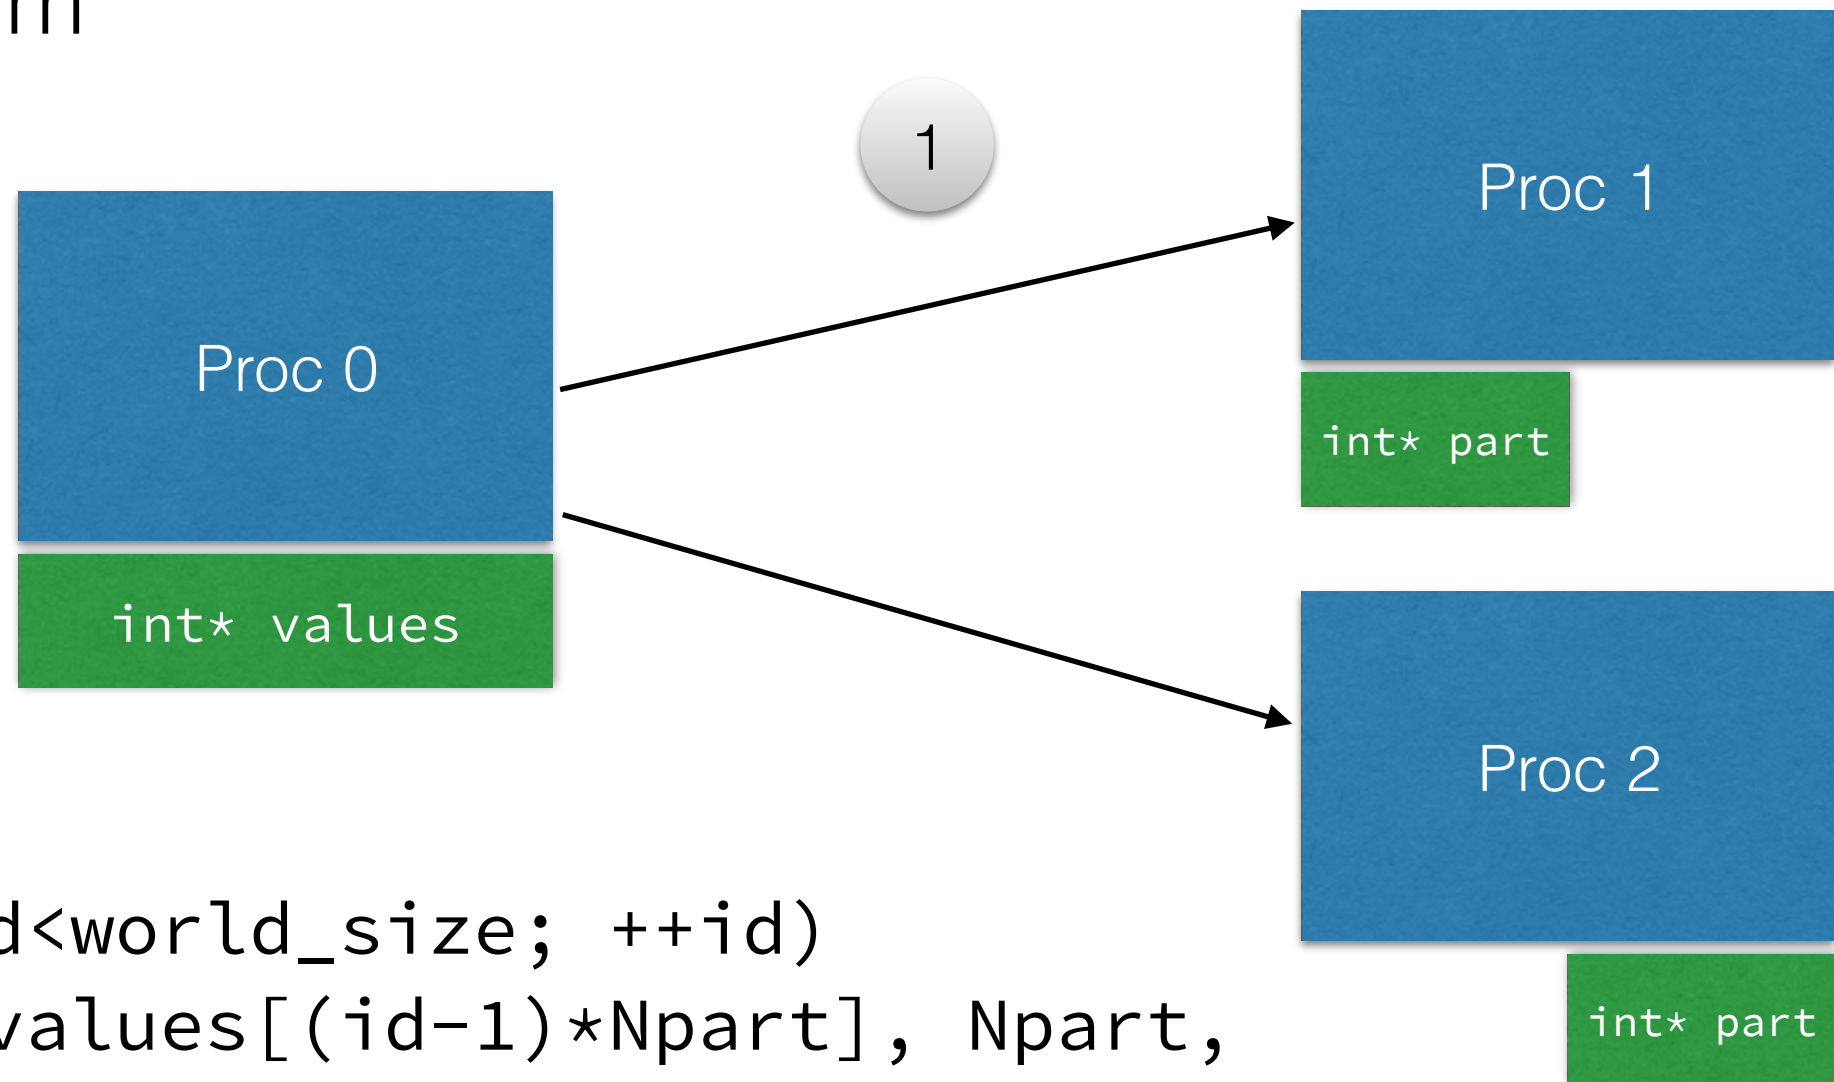 1
Proc 1
Proc 0
int* part
int* values
Proc 2
<world_size; ++id)
values[(id-1)*Npart], Npart,
int* part